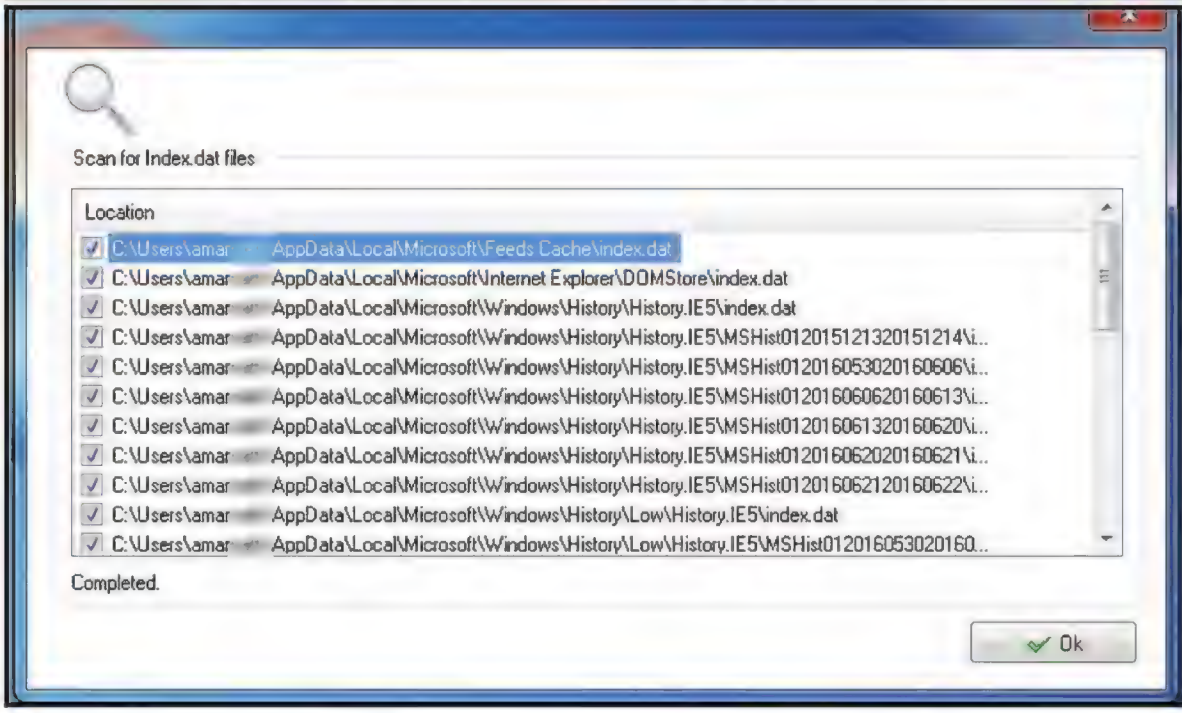 Scan for Index.dat files
Location
C:\Users\amar AppData\Local\Microsoft\Feeds Cache\index.dat
C:\Users\amar AppData\Local\Microsoft\Internet Explorer\DOMStore\index.dat
C:\Users\amar AppData\Local\Microsoft\Windows\History\History.IE5\index.dat
C:\Users\amar AppData\Local\Microsoft\Windows\History\History.IE5\MSHist012015121320151214\i...
C:\Users\amar AppData\Local\Microsoft\Windows\History\History.IE5\MSHist012016053020160606\i...
C:\Users\amar AppData\Local\Microsoft\Windows\History\History.IE5\MSHist012016060620160613\i...
C:\Users\amar AppData\Local\Microsoft\Windows\History\History.IE5\MSHist012016061320160620\i...
C:\Users\amar AppData\Local\Microsoft\Windows\History\History.IE5\MSHist012016062020160621\i...
C:\Users\amar AppData\Local\Microsoft\Windows\History\History.IE5\MSHist012016062120160622\i...
C:\Users\amar AppData\Local\Microsoft\Windows\History\Low\History.IE5\index.dat
C:\Users\amar AppData\Local\Microsoft\Windows\History\Low\History.IE5\MSHist012016053020160...
Completed.
Ok